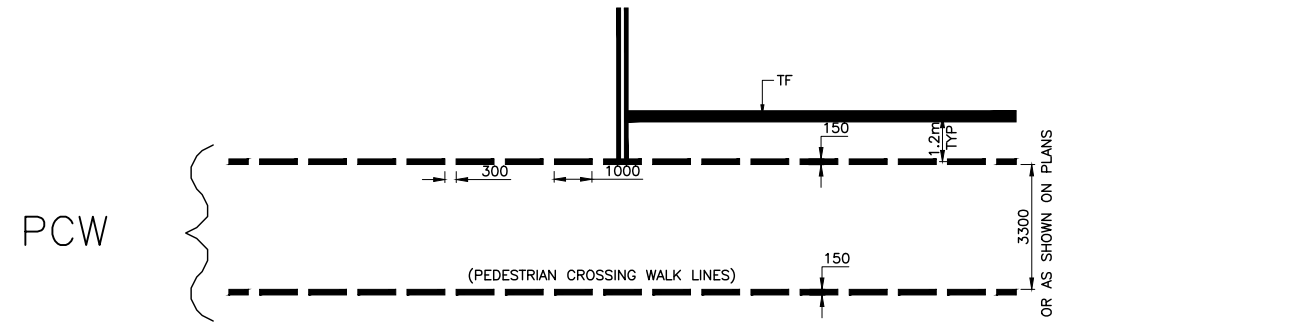 TF
150
1.2m
TYP
300
1000
PCW
3300
OR AS SHOWN ON PLANS
(PEDESTRIAN CROSSING WALK LINES)
150